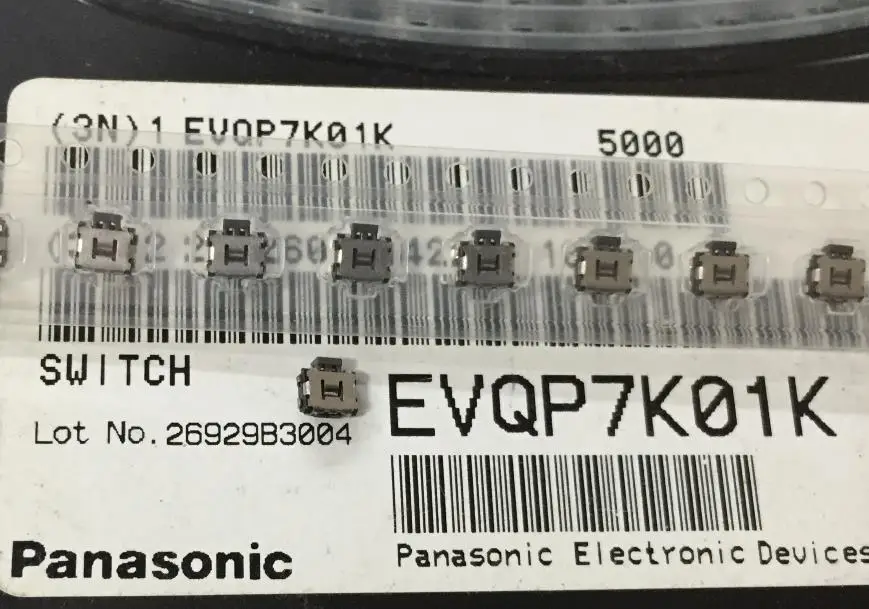 (3N)1 EVQP7K01K 5000
SWITCH
EVQP7K01K
Lot No. 26929B3004
Panasonic
Panasonic Electronic Devices